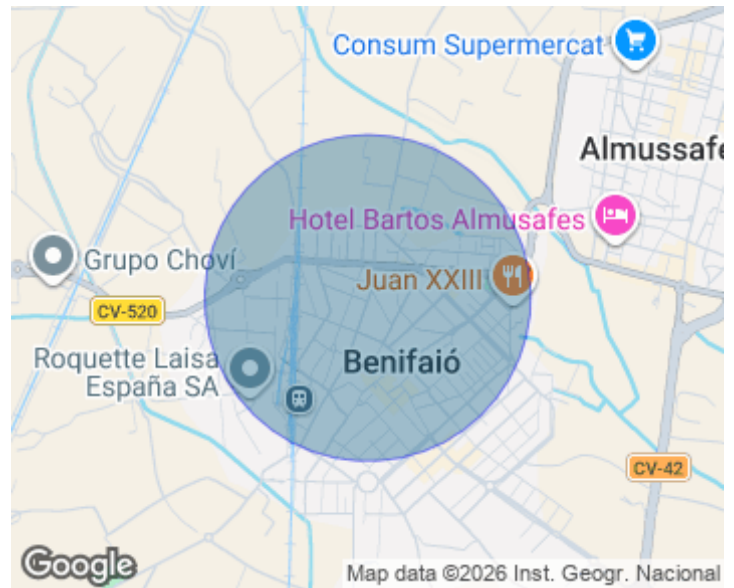 Consum Supermercat
Almussafe
Hotel Bartos Almusafes
Grupo Choví
Juan XXIII
CV-520
Roquette Laisa
España SA
Benifaió
CV-42
Google
Map data ©2026 Inst. Geogr. Nacional